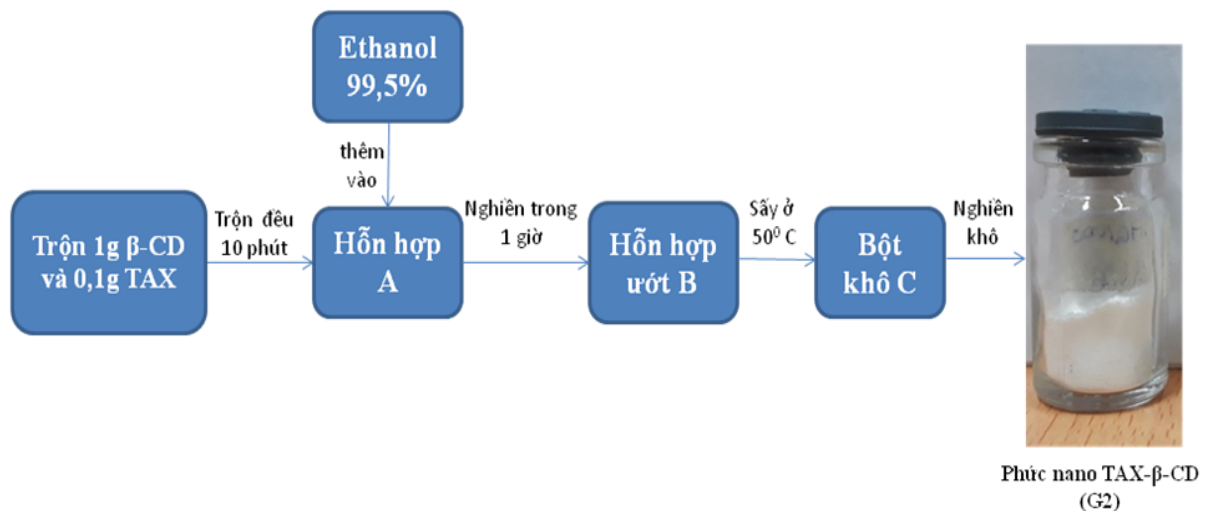 Ethanol
99,5%
thêm
vào
Trộn 1g β-CD
và 0,1g TAX
Trộn đều
10 phút
Hỗn hợp
A
Nghiền trong
1 giờ
Hỗn hợp
ướt B
Sấy ở
50⁰ C
Bột
khô C
Nghiền
khô
Phức nano TAX-β-CD
(G2)